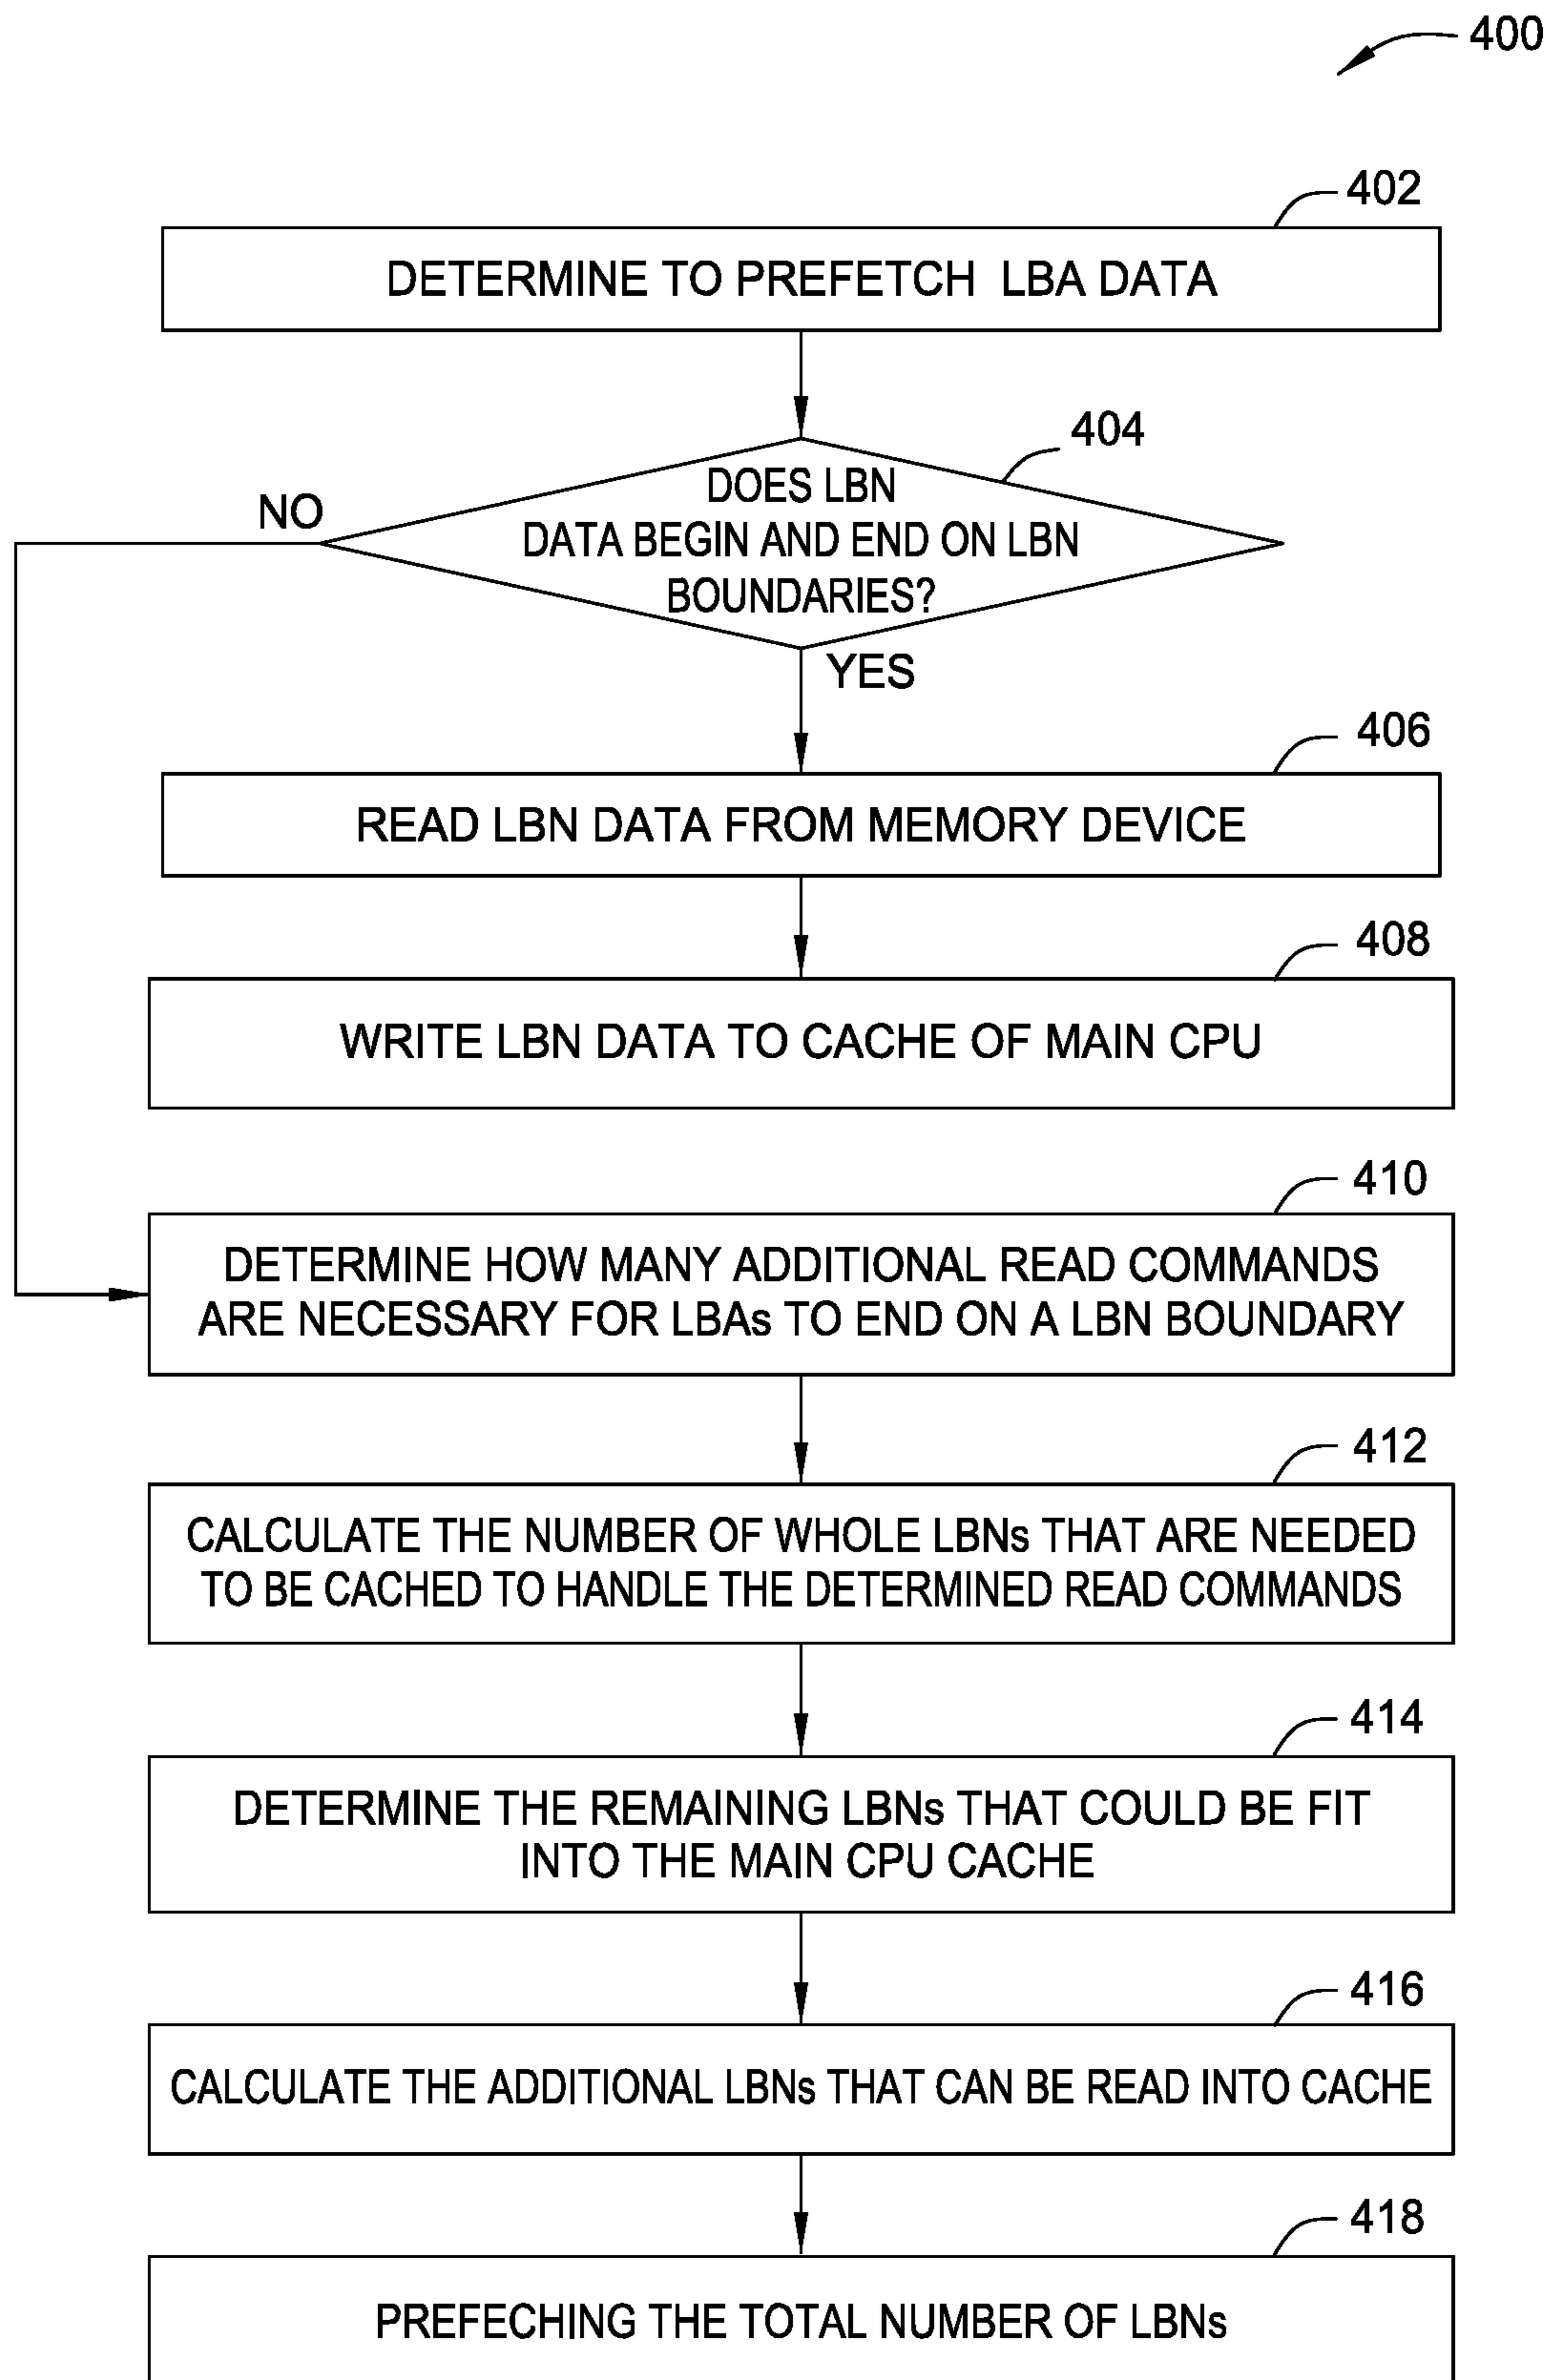 400
402
DETERMINE TO PREFETCH LBA DATA
404
DOES LBN
DATA BEGIN AND END ON LBN
BOUNDARIES?
NO
YES
406
READ LBN DATA FROM MEMORY DEVICE
408
WRITE LBN DATA TO CACHE OF MAIN CPU
410
DETERMINE HOW MANY ADDITIONAL READ COMMANDS
ARE NECESSARY FOR LBAs TO END ON A LBN BOUNDARY
412
CALCULATE THE NUMBER OF WHOLE LBNs THAT ARE NEEDED
TO BE CACHED TO HANDLE THE DETERMINED READ COMMANDS
414
DETERMINE THE REMAINING LBNs THAT COULD BE FIT
INTO THE MAIN CPU CACHE
416
CALCULATE THE ADDITIONAL LBNs THAT CAN BE READ INTO CACHE
418
PREFECHING THE TOTAL NUMBER OF LBNs